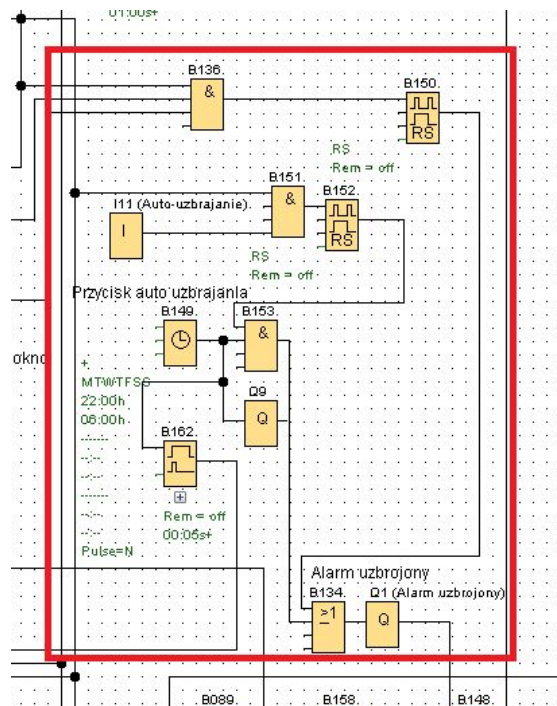 01:00s+
B136.
&
B150.
RS
RS
Rem = off
B151.
B152.
I11 (Auto-uzbrajanie).
&
I
RS
RS
Rem = off
Przycisk auto uzbrajania
B149.
B153.
&
okno
+
MTWTFSS
22:00h
06:00h
------
--:--
--:--
------
--:--
--:--
Pulse=N
Q9
Q
B162.
Rem = off
00:05s+
Alarm uzbrojony
B134.
Q1 (Alarm uzbrojony)
>1
Q
B089.
B158.
B148.